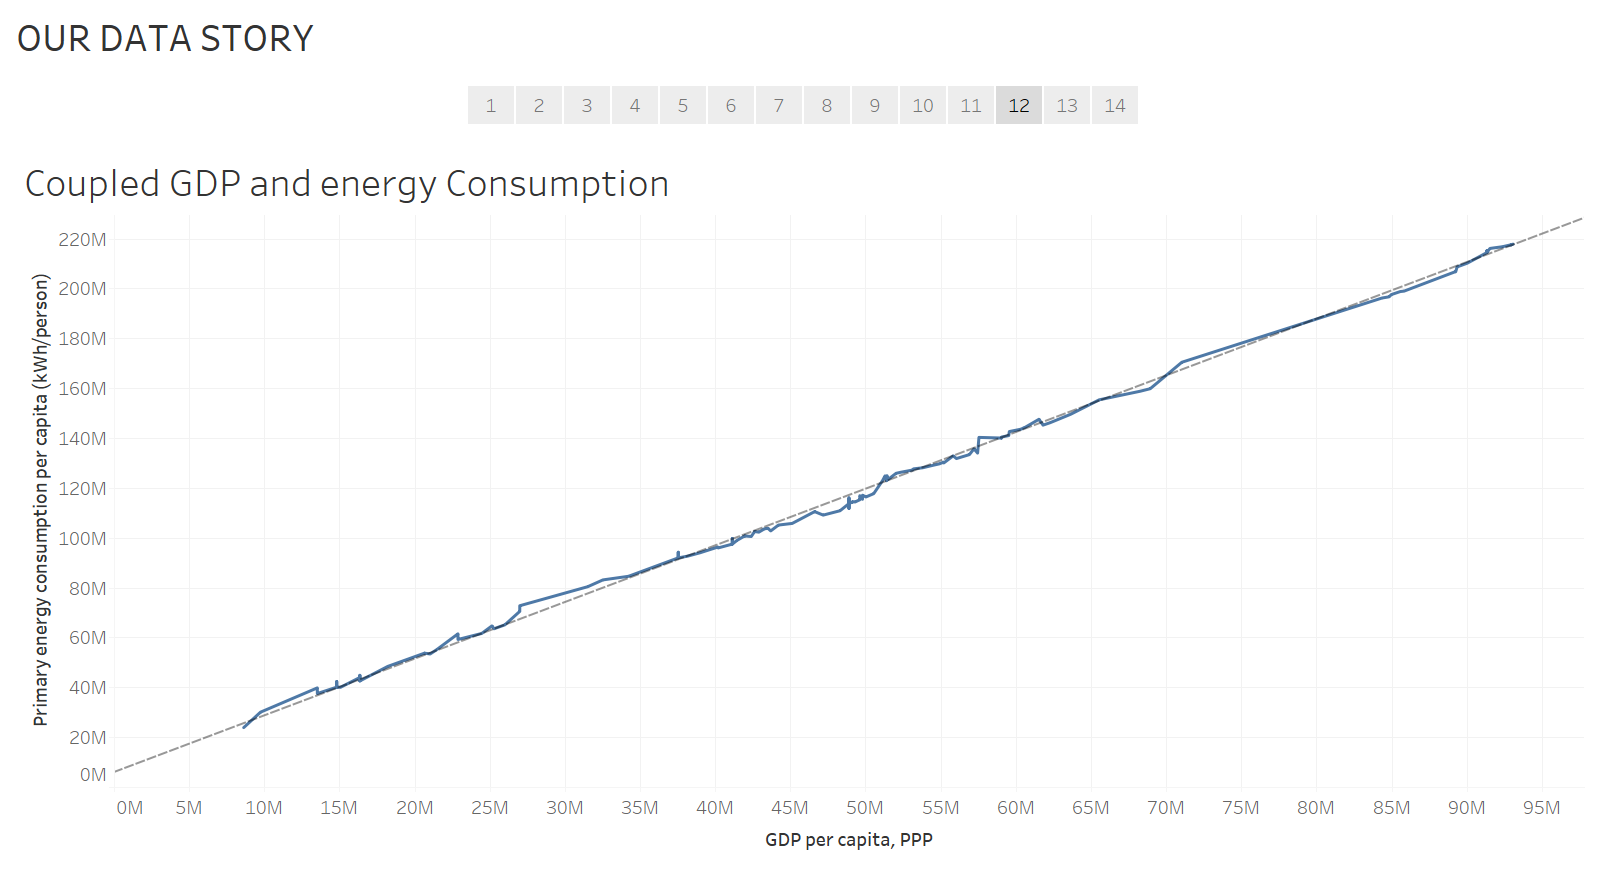 OUR DATA STORY
1 2 3 4 5 6 7 8 9 10 11 12 13 14
Coupled GDP and energy Consumption
Primary energy consumption per capita (kWh/person)
220M
200M
180M
160M
140M
120M
100M
80M
60M
40M
20M
0M
0M 5M 10M 15M 20M 25M 30M 35M 40M 45M 50M 55M 60M 65M 70M 75M 80M 85M 90M 95M
GDP per capita, PPP